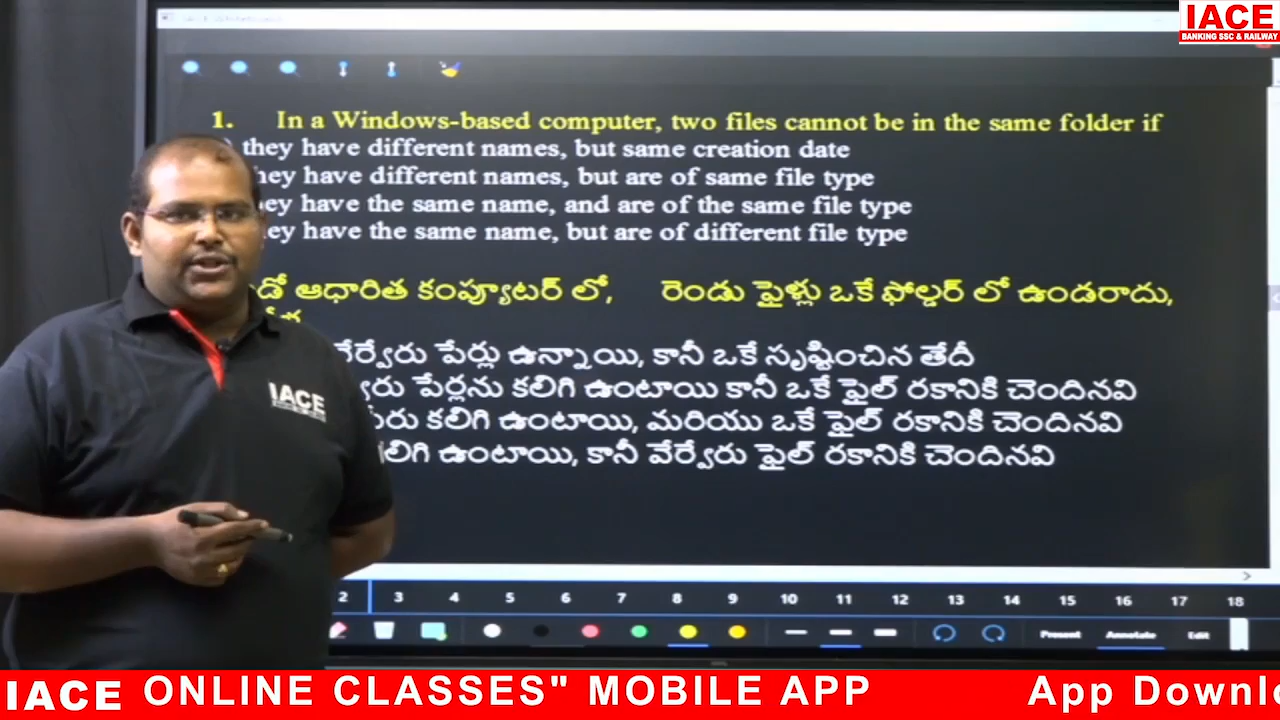 IACE
BANKING SSC & RAILWAY
1. In a Windows-based computer, two files cannot be in the same folder if
) they have different names, but same creation date
hey have different names, but are of same file type
ey have the same name, and are of the same file type
ey have the same name, but are of different file type
డో ఆధారిత కంప్యూటర్ లో, రెండు ఫైళ్లు ఒకే ఫోల్డర్ లో ఉండరాదు,
వేర్వేరు పేర్లు ఉన్నాయి, కానీ ఒకే సృష్టించిన తేదీ
పేర్లను కలిగి ఉంటాయి కానీ ఒకే ఫైల్ రకానికి చెందినవి
కలిగి ఉంటాయి, మరియు ఒకే ఫైల్ రకానికి చెందినవి
ఉంటాయి, కానీ వేర్వేరు ఫైల్ రకానికి చెందినవి
IACE
2 3 4 5 6 7 8 9 10 11 12 13 14 15 16 17 18
Present Annotate Edit
IACE ONLINE CLASSES" MOBILE APP App Downlo